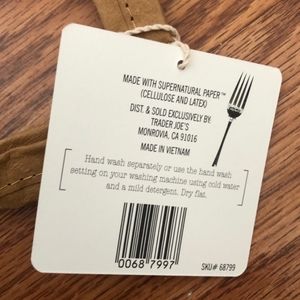 MADE WITH SUPERNATURAL PAPER™
(CELLULOSE AND LATEX)
DIST. & SOLD EXCLUSIVELY BY:
TRADER JOE'S
MONROVIA, CA 91016
MADE IN VIETNAM
Hand wash separately or use the hand wash
setting on your washing machine using cold water
and a mild detergent. Dry flat.
0068 7997
SKU# 68799